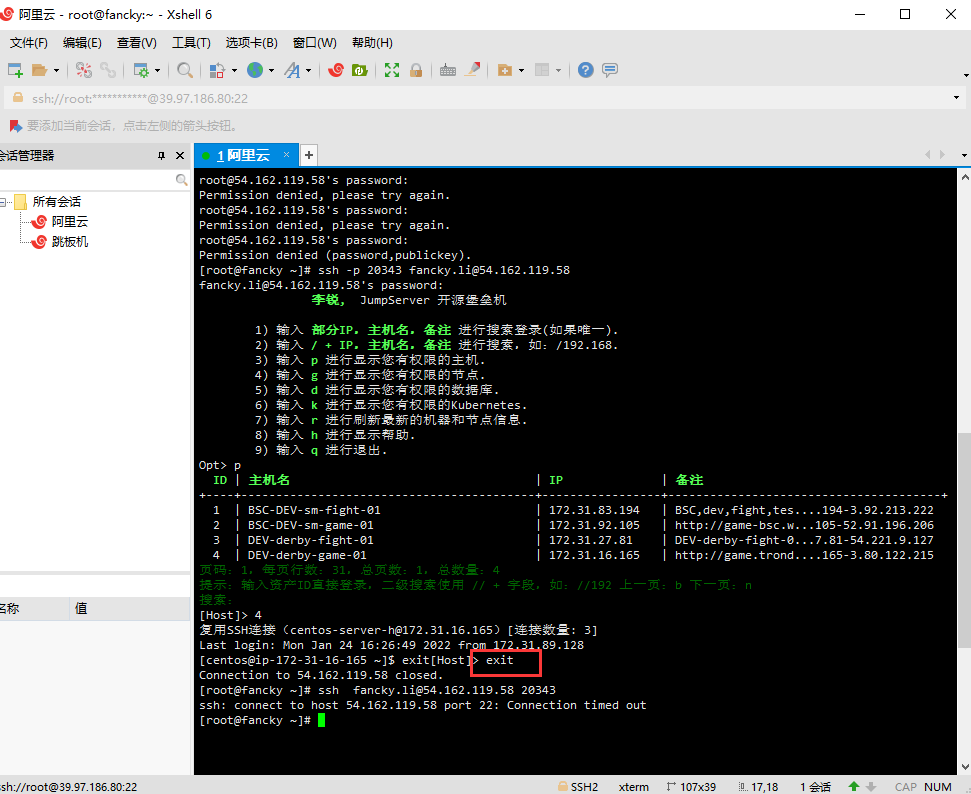 阿里云 - root@fancky:~ - Xshell 6
文件(F) 编辑(E) 查看(V) 工具(T) 选项卡(B) 窗口(W) 帮助(H)
ssh://root:***********@39.97.186.80:22
要添加当前会话，点击左侧的箭头按钮。
会话管理器
1 阿里云
所有会话
阿里云
跳板机
名称 值
root@54.162.119.58's password:
Permission denied, please try again.
root@54.162.119.58's password:
Permission denied, please try again.
root@54.162.119.58's password:
Permission denied (password,publickey).
[root@fancky ~]# ssh -p 20343 fancky.li@54.162.119.58
fancky.li@54.162.119.58's password:
李锐, JumpServer 开源堡垒机
1) 输入 部分IP，主机名，备注 进行搜索登录(如果唯一).
2) 输入 / + IP，主机名，备注 进行搜索，如：/192.168.
3) 输入 p 进行显示您有权限的主机.
4) 输入 g 进行显示您有权限的节点.
5) 输入 d 进行显示您有权限的数据库.
6) 输入 k 进行显示您有权限的Kubernetes.
7) 输入 r 进行刷新最新的机器和节点信息.
8) 输入 h 进行显示帮助.
9) 输入 q 进行退出.
Opt> p
ID | 主机名 | IP | 备注
+----+------------------------------------------+-----------------+---------------------------------------+
1 | BSC-DEV-sm-fight-01 | 172.31.83.194 | BSC,dev,fight,tes....194-3.92.213.222
2 | BSC-DEV-sm-game-01 | 172.31.92.105 | http://game-bsc.w...105-52.91.196.206
3 | DEV-derby-fight-01 | 172.31.27.81 | DEV-derby-fight-0...7.81-54.221.9.127
4 | DEV-derby-game-01 | 172.31.16.165 | http://game.trond....165-3.80.122.215
页码：1，每页行数：31，总页数：1，总数量：4
提示：输入资产ID直接登录，二级搜索使用 // + 字段，如：//192 上一页：b 下一页：n
搜索：
[Host]> 4
复用SSH连接（centos-server-h@172.31.16.165）[连接数量: 3]
Last login: Mon Jan 24 16:26:49 2022 from 172.31.89.128
[centos@ip-172-31-16-165 ~]$ exit[Host]> exit
Connection to 54.162.119.58 closed.
[root@fancky ~]# ssh  fancky.li@54.162.119.58 20343
ssh: connect to host 54.162.119.58 port 22: Connection timed out
[root@fancky ~]#
ssh://root@39.97.186.80:22 SSH2 xterm 107x39 17,18 1 会话 CAP NUM